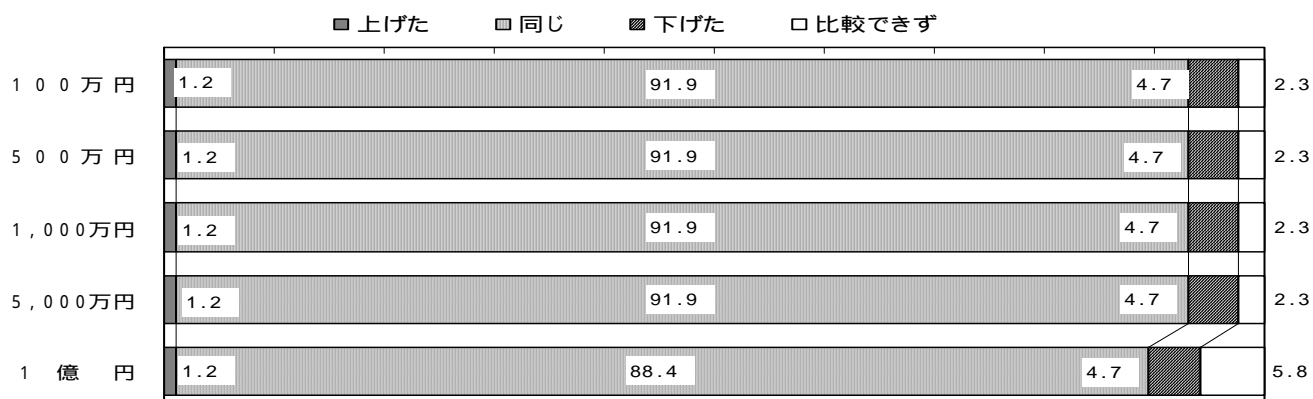 上げた 同じ 下げた 比較できず
100万円 1.2 91.9 4.7 2.3
500万円 1.2 91.9 4.7 2.3
1,000万円 1.2 91.9 4.7 2.3
5,000万円 1.2 91.9 4.7 2.3
1億円 1.2 88.4 4.7 5.8